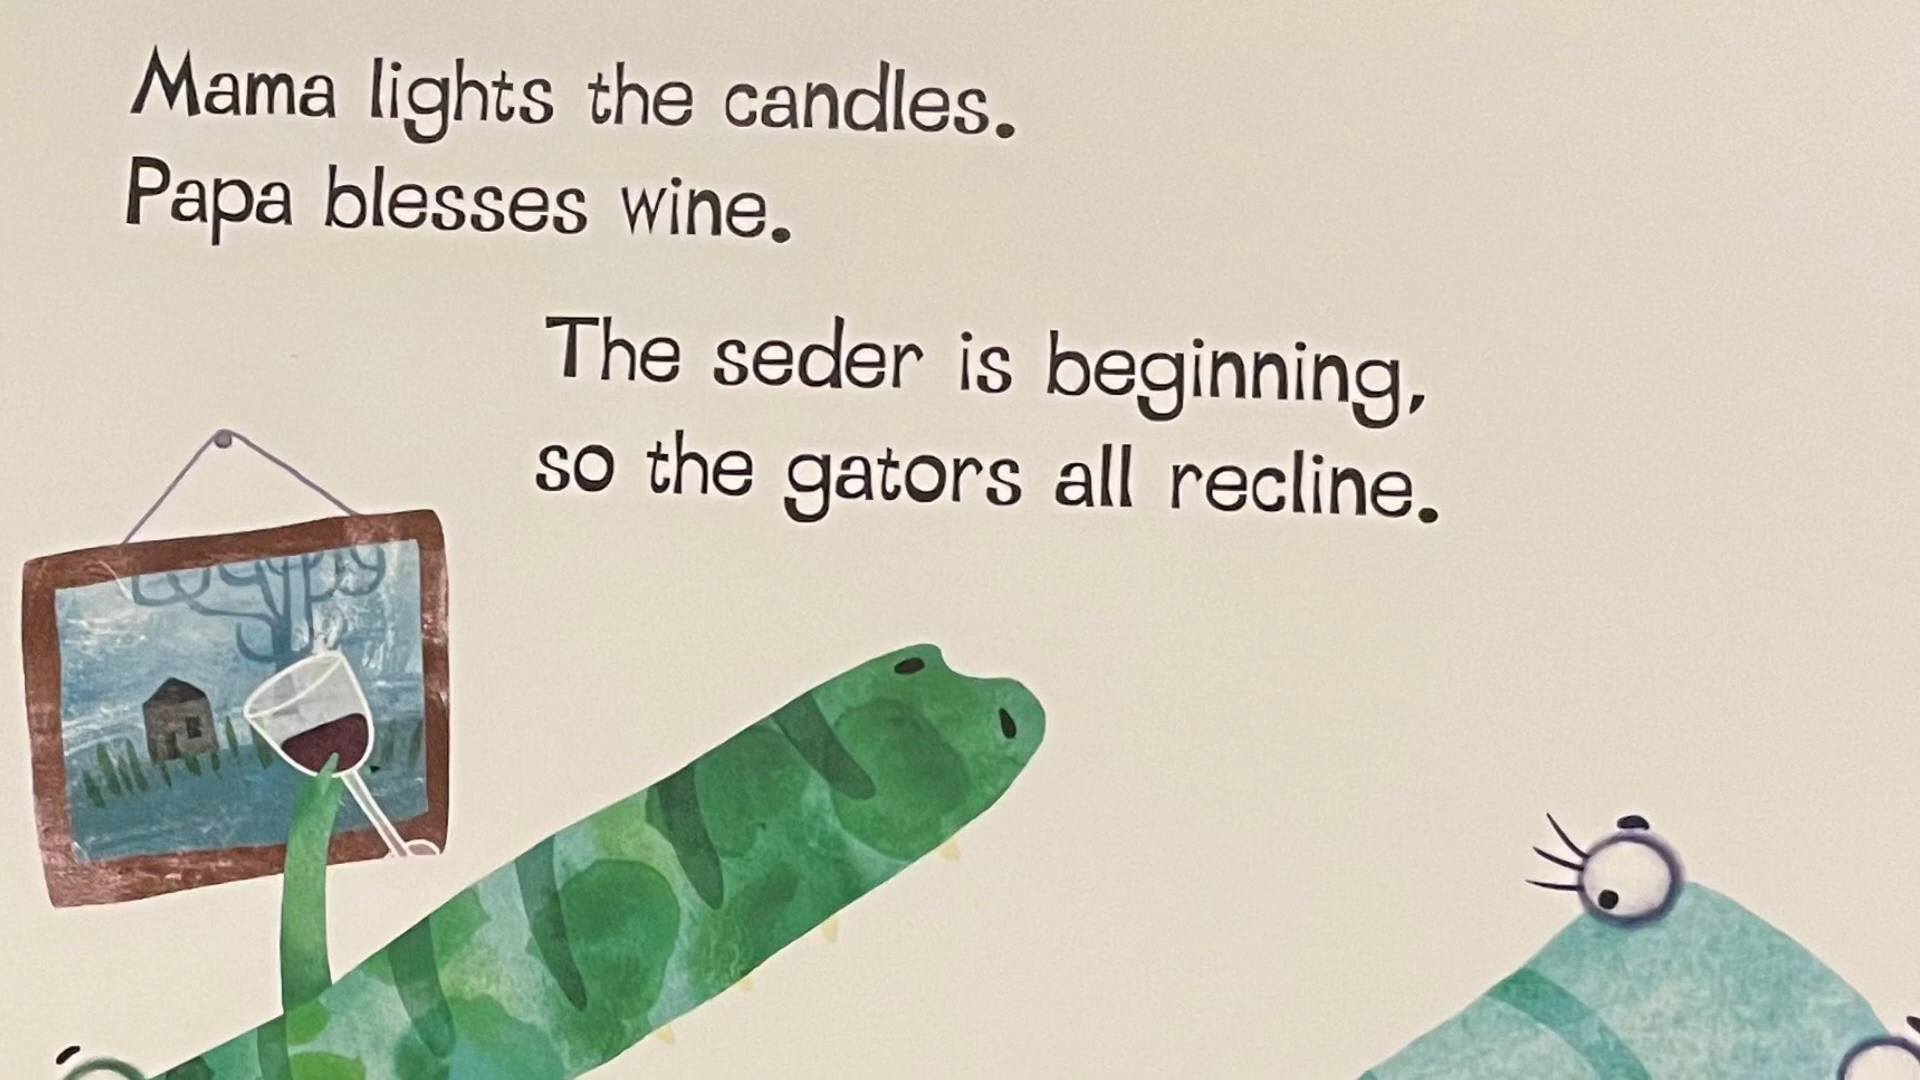 Mama lights the candles.
Papa blesses wine.
The seder is beginning,
so the gators all recline.